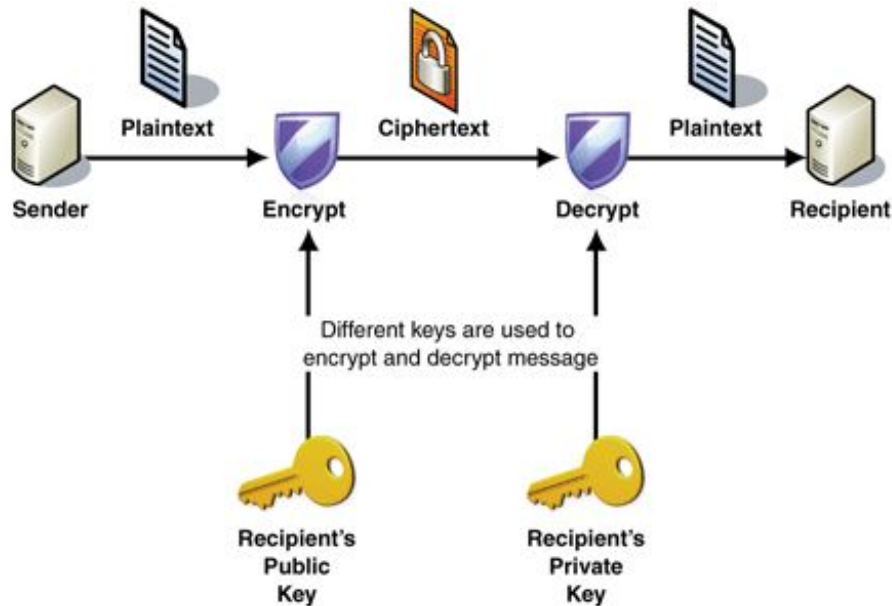 Plaintext
Ciphertext
Plaintext
Sender
Encrypt
Decrypt
Recipient
Different keys are used to
encrypt and decrypt message
Recipient's
Public
Key
Recipient's
Private
Key